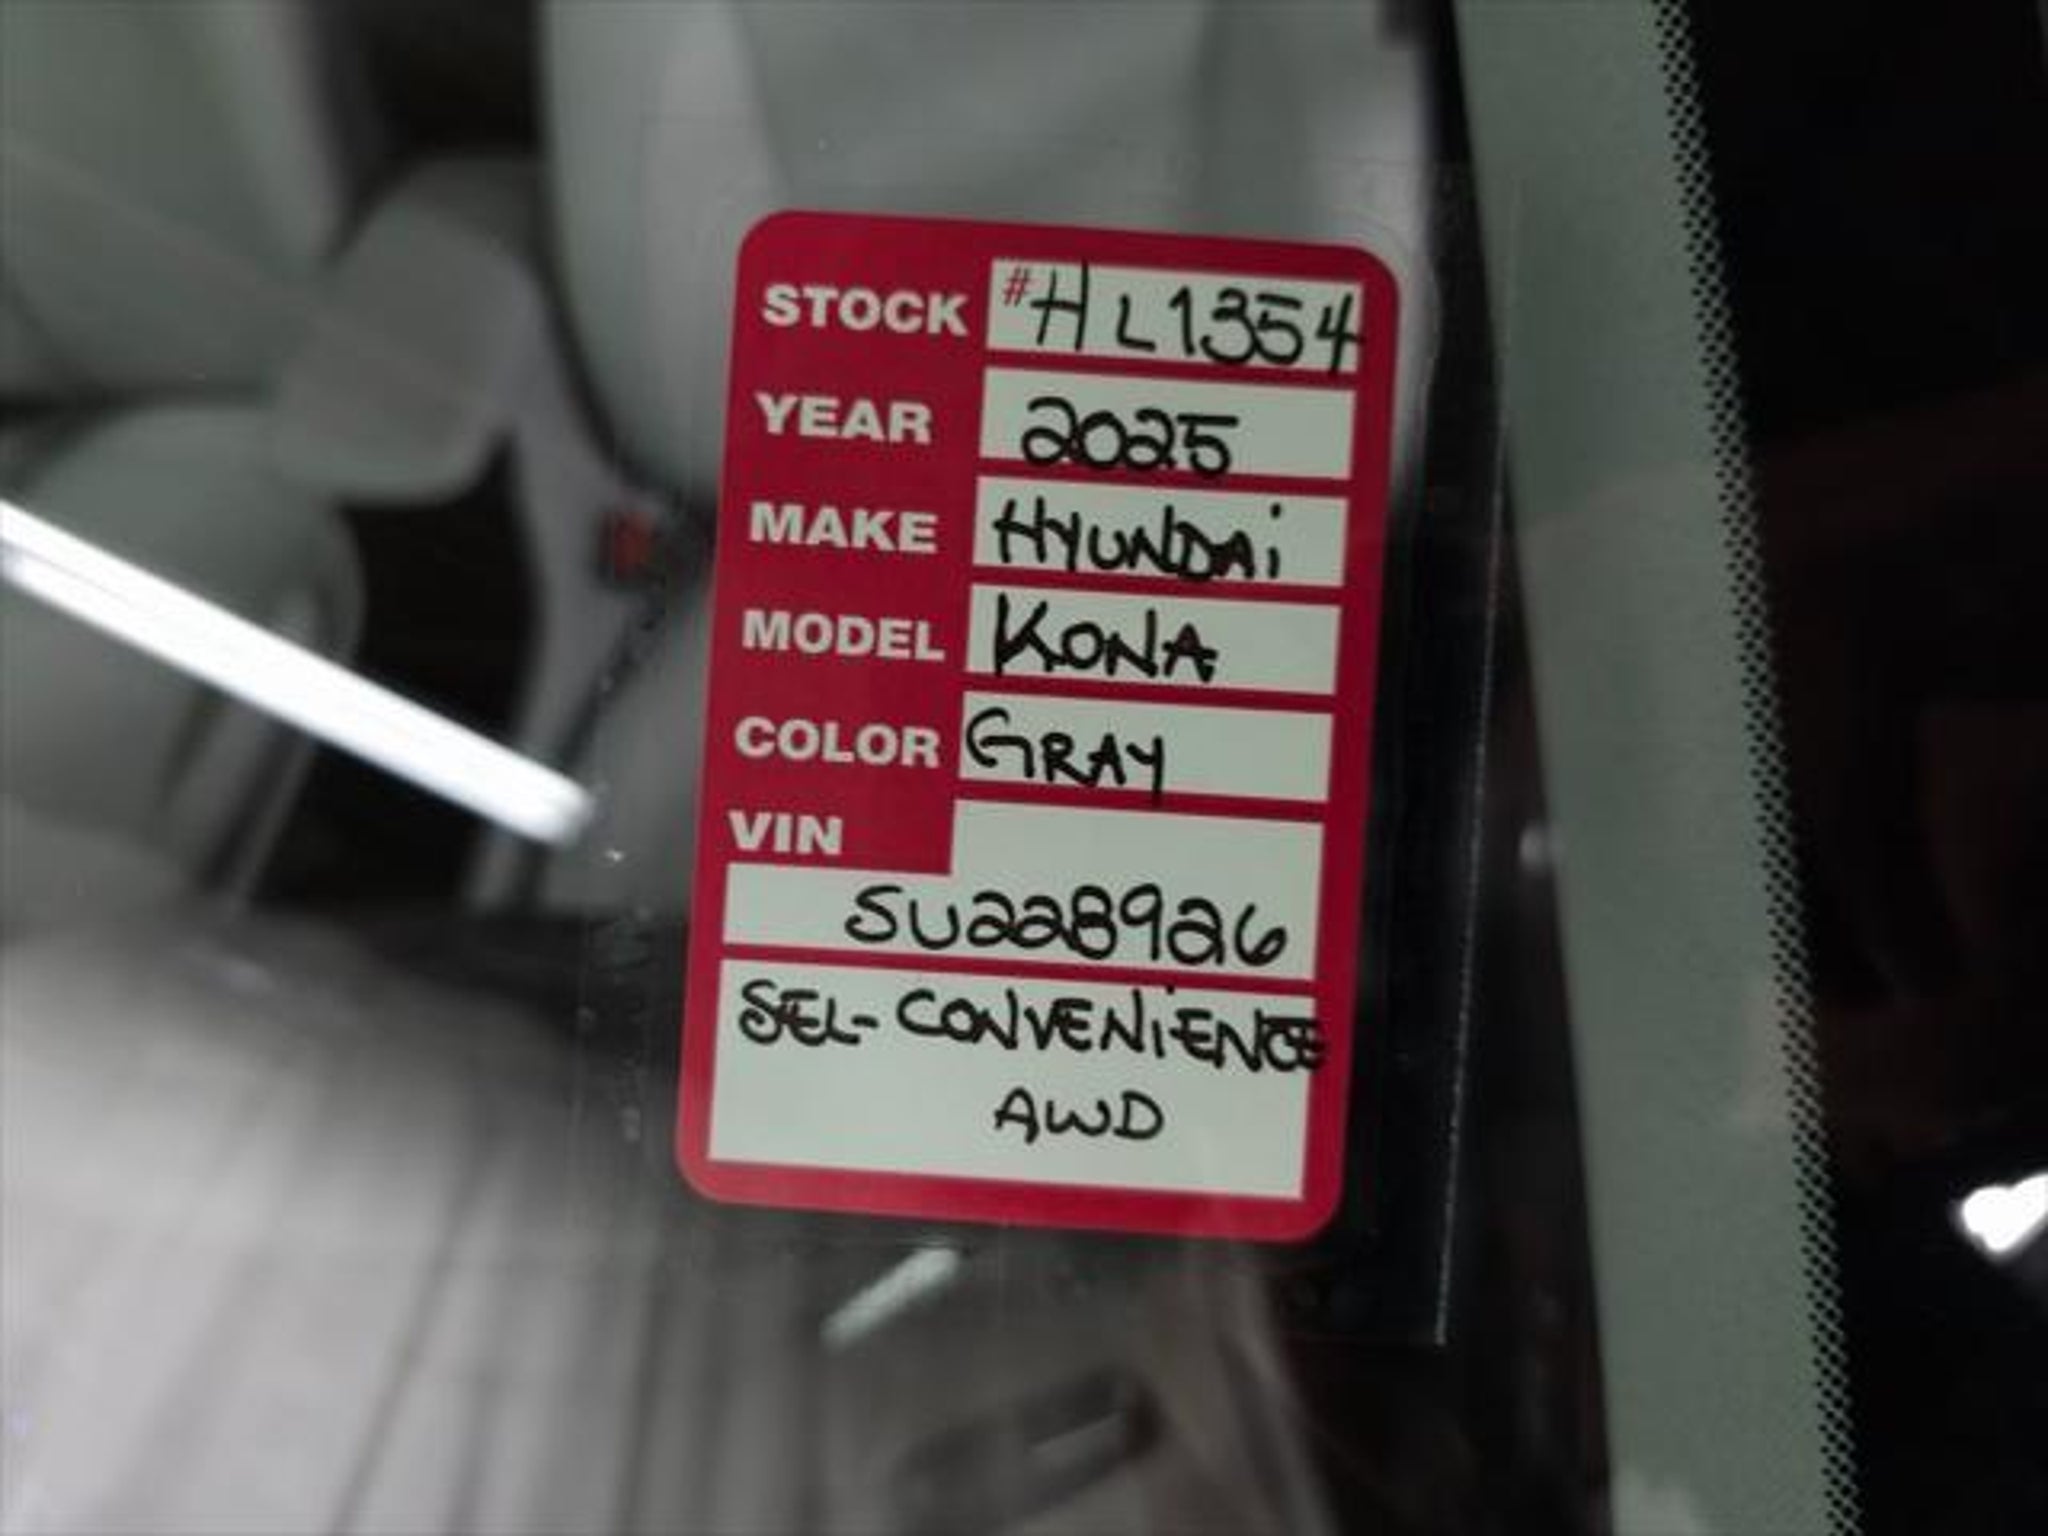 STOCK #HL1354
YEAR 2025
MAKE HYUNDAi
MODEL KONA
COLOR GRAY
VIN
SU228926
SEL-CONVENiENCE
AWD